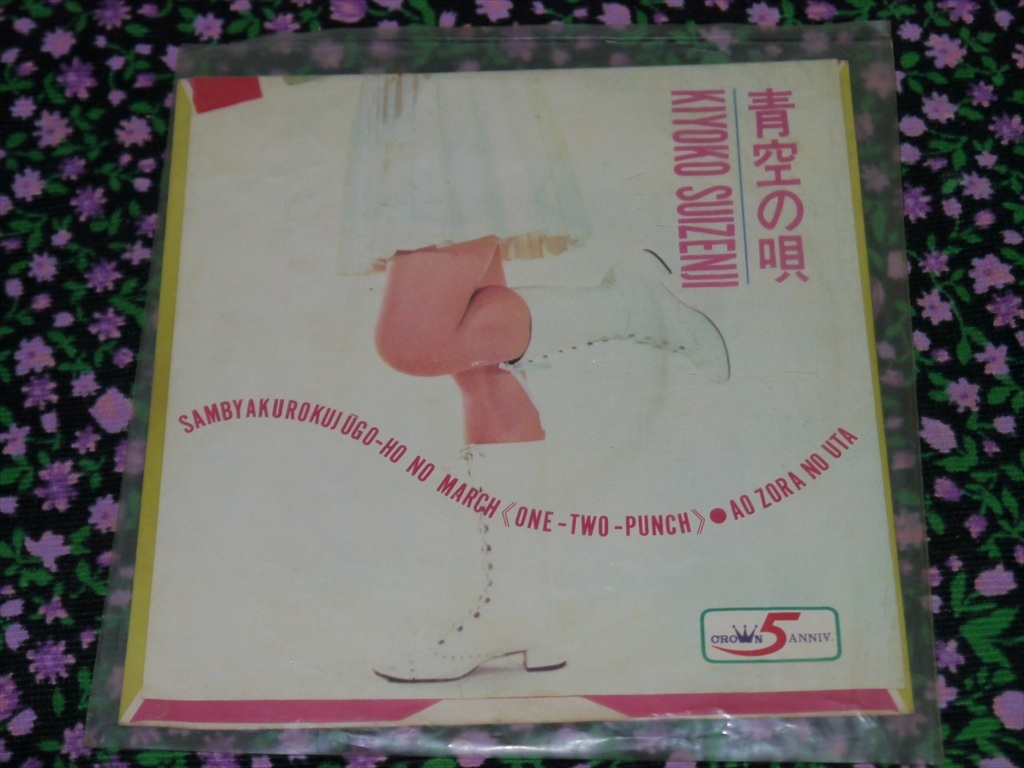 青空の唄
KIYOKO SUIZENJI
SAMBYAKUROKUJŪGO-HO NO MARCH《ONE-TWO-PUNCH》●AO ZORA NO UTA
CROWN 5 ANNIV.